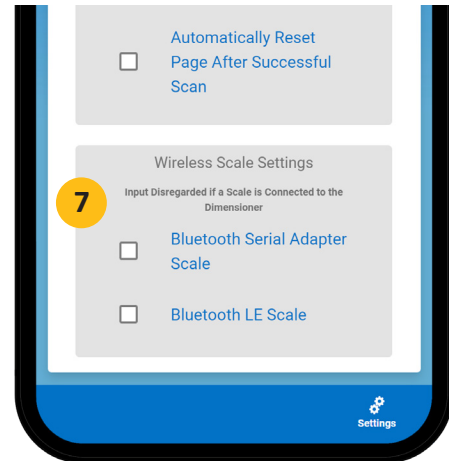 Automatically Reset
Page After Successful
Scan
Wireless Scale Settings
7
Input Disregarded if a Scale is Connected to the
Dimensioner
Bluetooth Serial Adapter
Scale
Bluetooth LE Scale
Settings